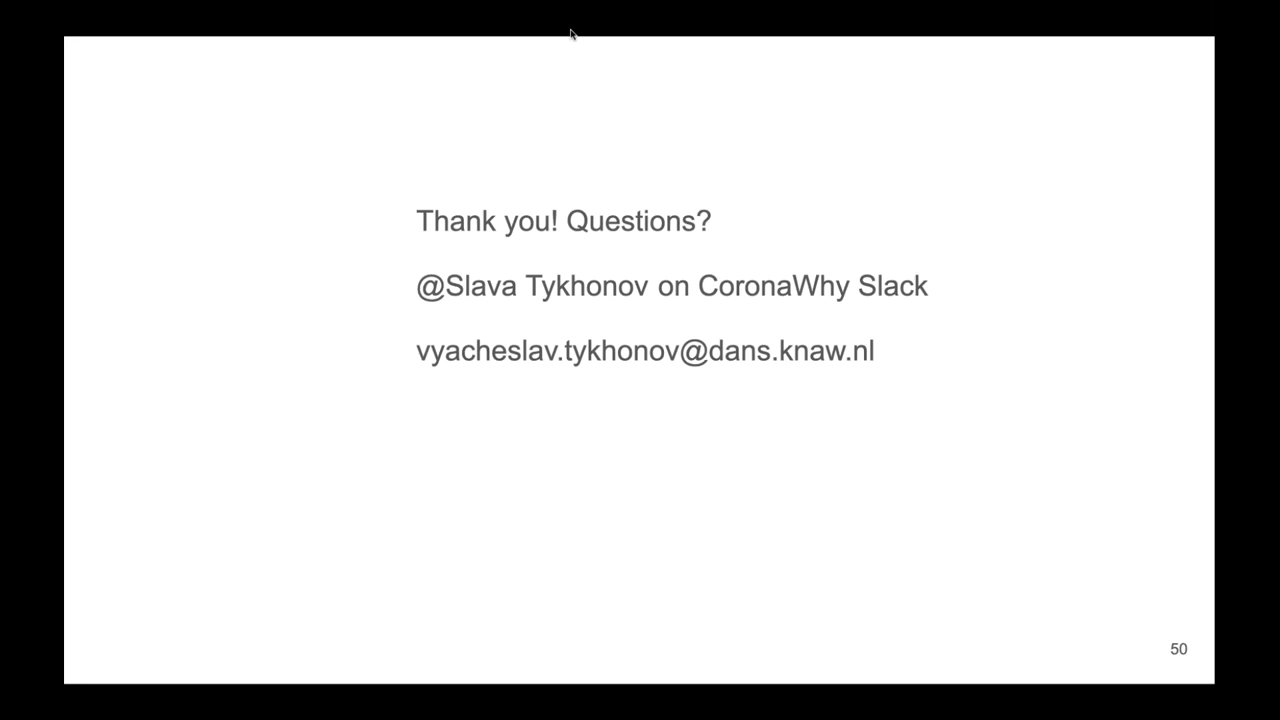 Thank you! Questions?
@Slava Tykhonov on CoronaWhy Slack
vyacheslav.tykhonov@dans.knaw.nl
50